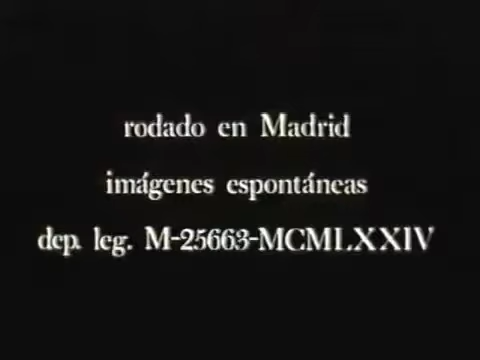 rodado en Madrid
imágenes espontáneas
dep. leg. M-25663-MCMLXXIV